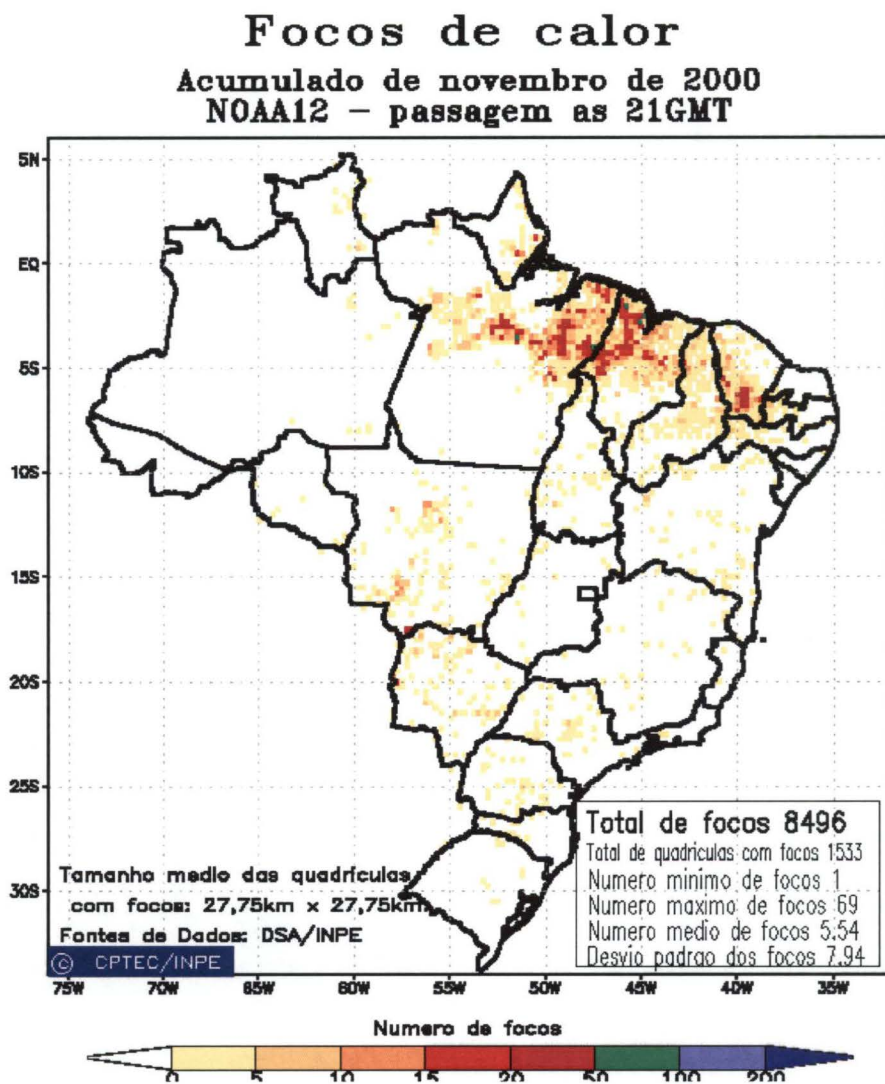 Focos de calor
Acumulado de novembro de 2000
NOAA12 – passagem as 21GMT
5N
EQ
5S
10S
15S
20S
25S
30S
75W 70W 65W 60W 55W 50W 45W 40W 35W
Tamanho medio das quadrículas
com focos: 27,75km x 27,75km
Fontes de Dados: DSA/INPE
© CPTEC/INPE
Total de focos 8496
Total de quadriculas com focos 1533
Numero minimo de focos 1
Numero maximo de focos 69
Numero medio de focos 5.54
Desvio padrao dos focos 7.94
Numero de focos
0 5 10 15 20 50 100 200